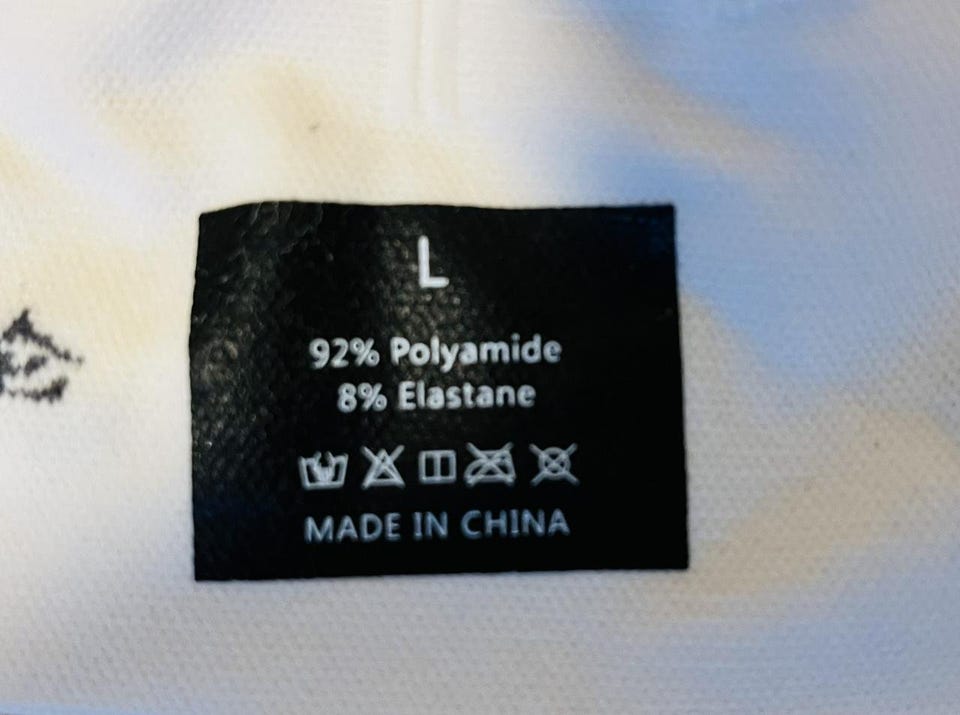 L
92% Polyamide
8% Elastane
MADE IN CHINA